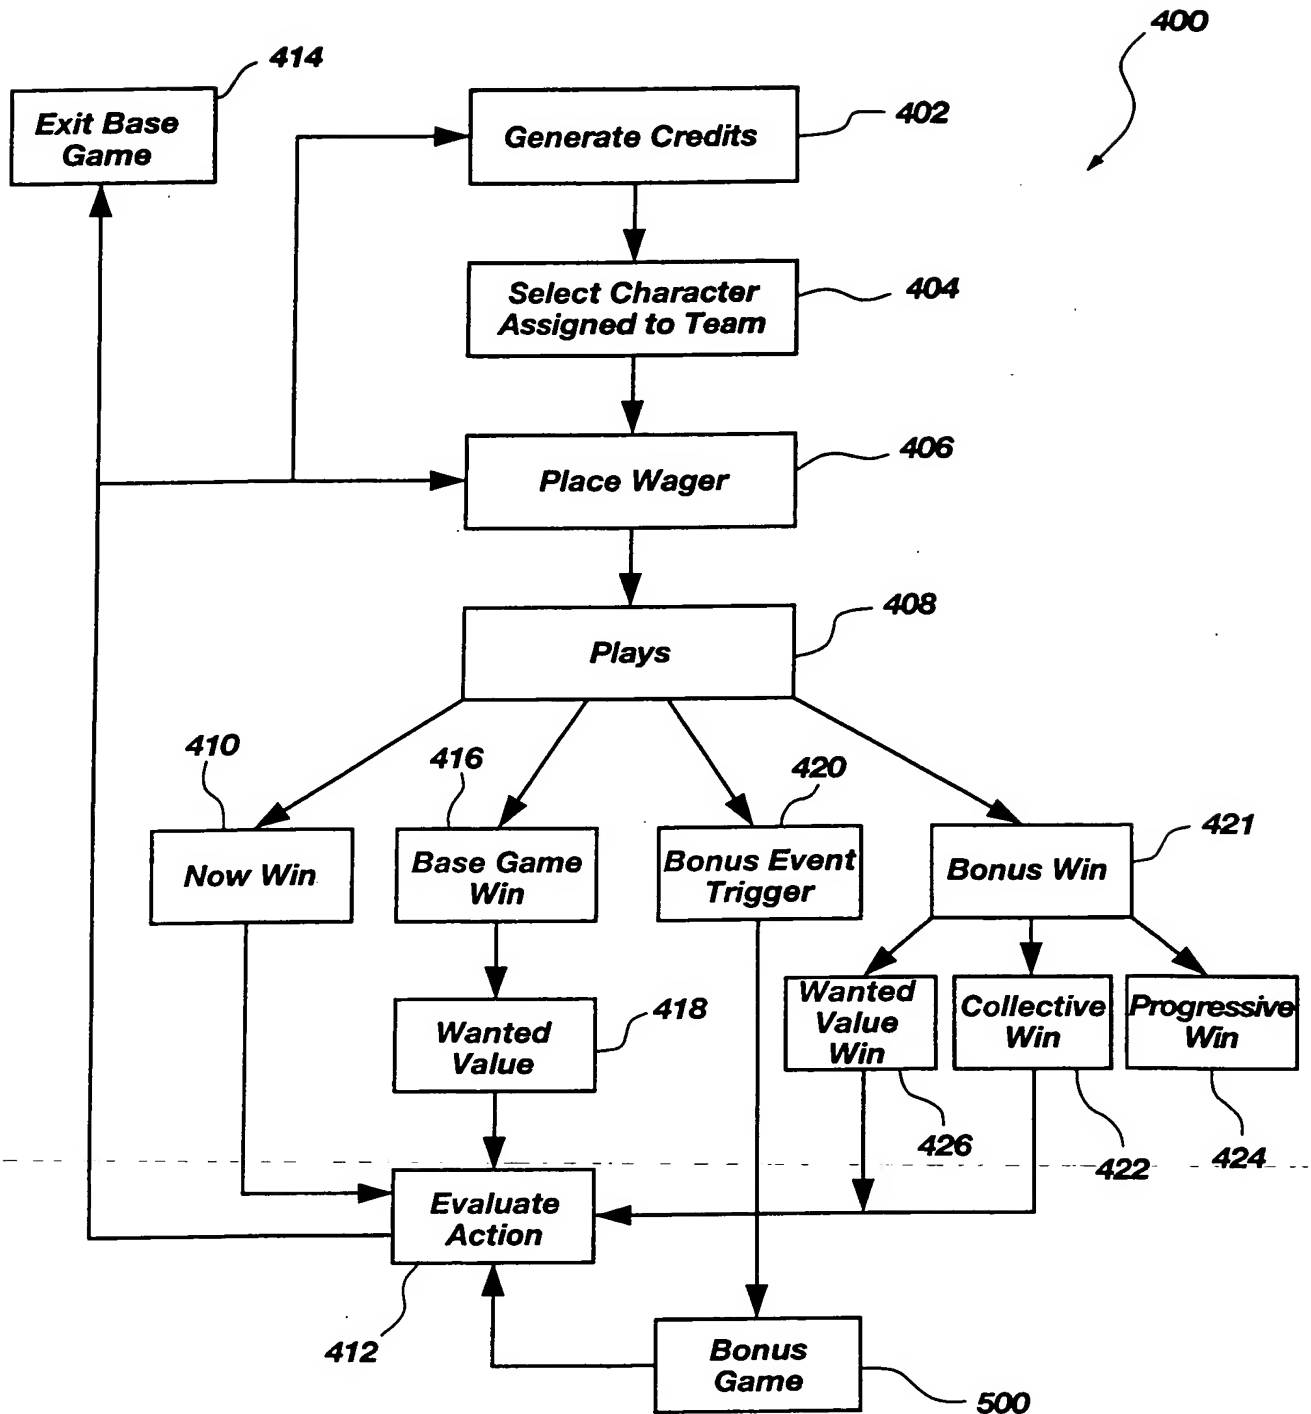 400
414
Exit Base
Game
Generate Credits
402
Select Character
Assigned to Team
404
Place Wager
406
Plays
408
410
416
420
421
Now Win
Base Game
Win
Bonus Event
Trigger
Bonus Win
Wanted
Value
418
Wanted
Value
Win
Collective
Win
Progressive
Win
426
422
424
Evaluate
Action
412
Bonus
Game
500